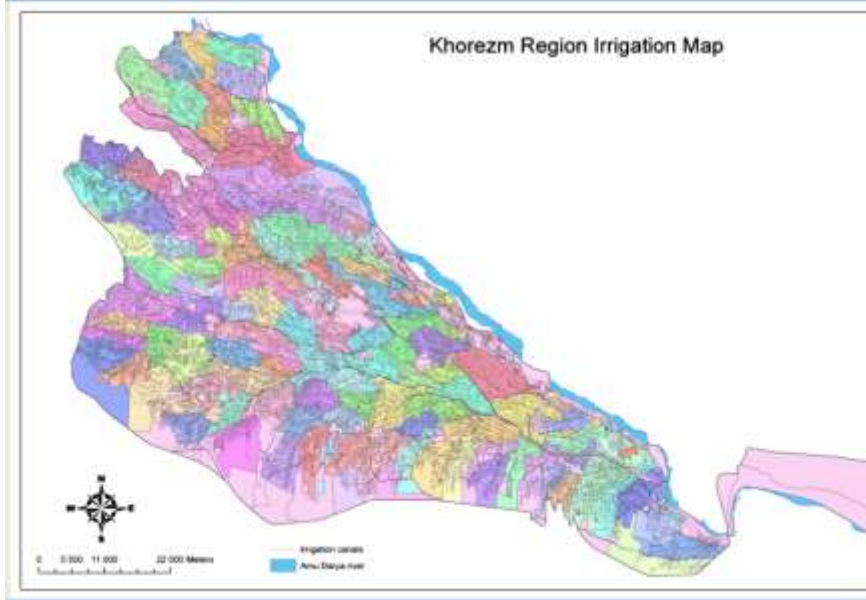 Khorezm Region Irrigation Map
N
W E
S
0 5 500 11 000 22 000 Meters
Irrigation canals
Amu Darya river